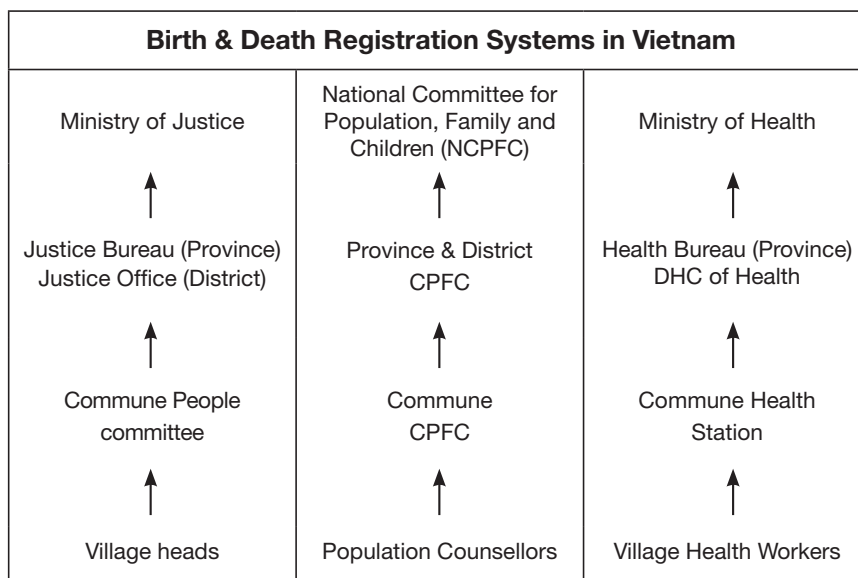 Birth & Death Registration Systems in Vietnam
Ministry of Justice
National Committee for
Population, Family and
Children (NCPFC)
Ministry of Health
Justice Bureau (Province)
Justice Office (District)
Province & District
CPFC
Health Bureau (Province)
DHC of Health
Commune People
committee
Commune
CPFC
Commune Health
Station
Village heads
Population Counsellors
Village Health Workers